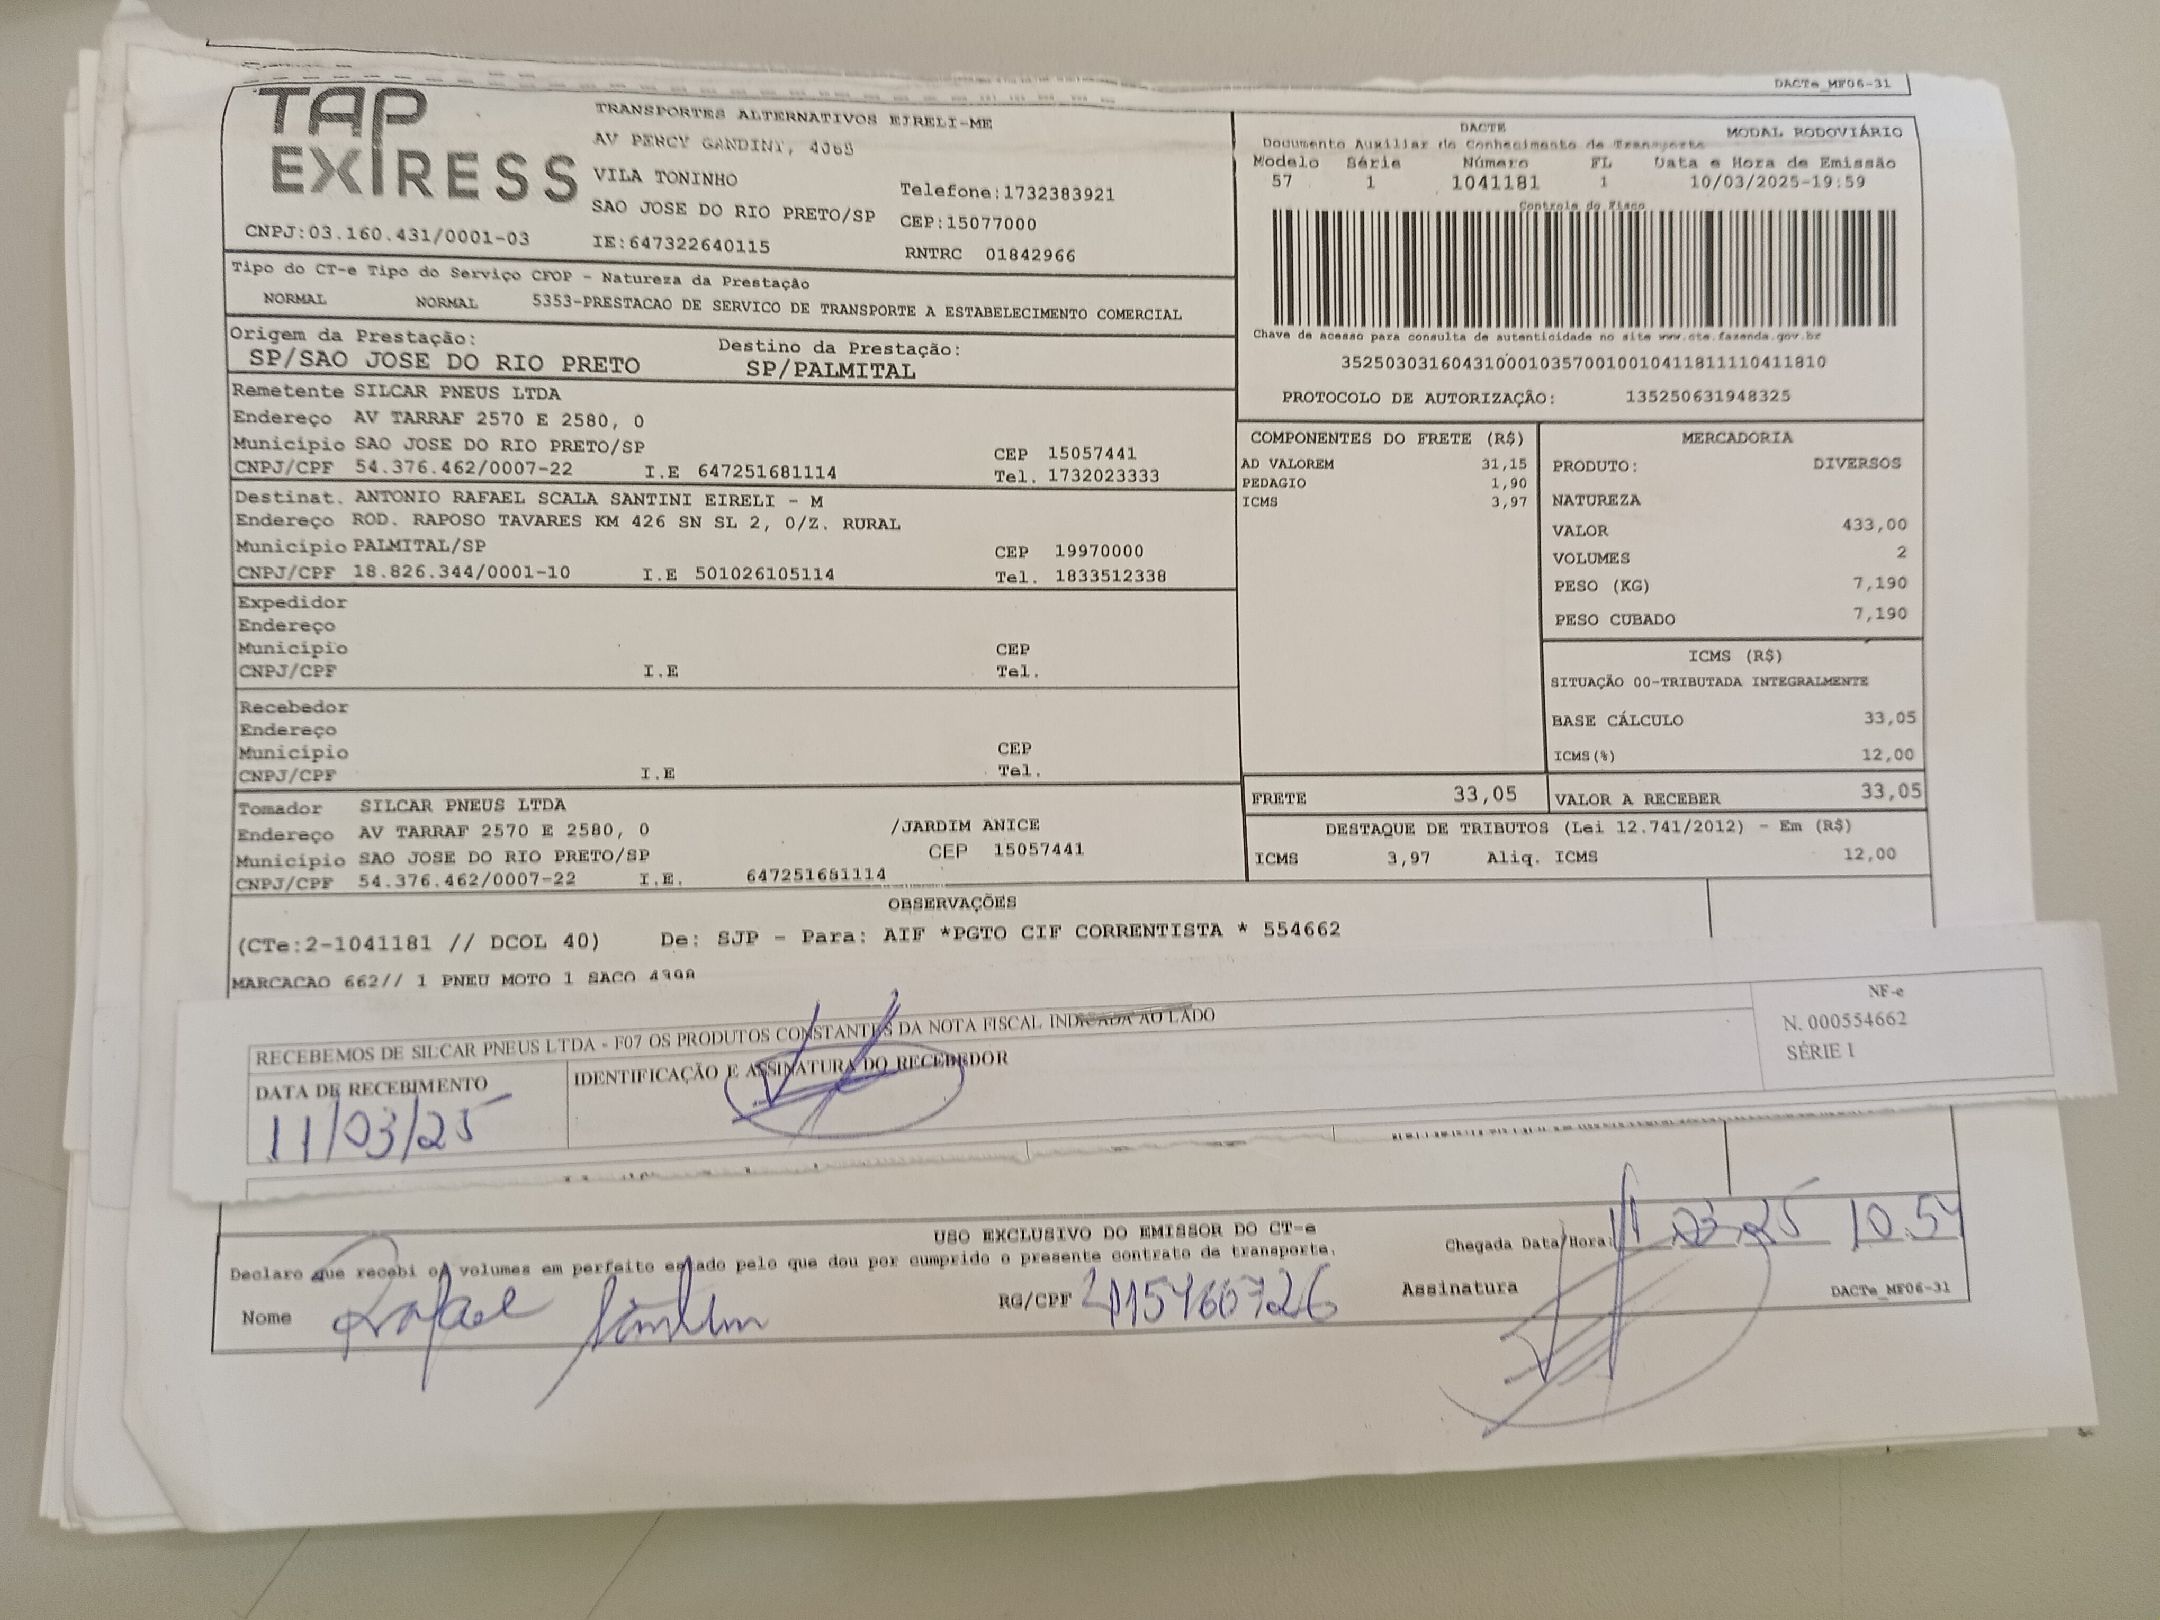 DACTe_MF06-31
TAP
EXIRESS
TRANSPORTES ALTERNATIVOS EIRELI-ME
AV PERCY GANDINI,
VILA TONINHO
Telefone:1732383921
SAO JOSE DO RIO PRETO/SP
CEP:15077000
CNPJ:03.160.431/0001-03
IE:647322640115
RNTRC 01842966
DACTE
MODAL RODOVIÁRIO
Documento Auxiliar do Conhecimento de Transporte
Modelo Série Número FL Data e Hora de Emissão
57 1 1041181 1 10/03/2025-19:59
Controle do Fisco
Chave de acesso para consulta de autenticidade no site www.cte.fazenda.gov.br
35250303160431000103570010010411811110411810
PROTOCOLO DE AUTORIZAÇÃO: 135250631948325
Tipo do CT-e Tipo do Serviço CFOP - Natureza da Prestação
NORMAL NORMAL 5353-PRESTACAO DE SERVICO DE TRANSPORTE A ESTABELECIMENTO COMERCIAL
Origem da Prestação: Destino da Prestação:
SP/SAO JOSE DO RIO PRETO SP/PALMITAL
Remetente SILCAR PNEUS LTDA
Endereço AV TARRAF 2570 E 2580, 0
Município SAO JOSE DO RIO PRETO/SP CEP 15057441
CNPJ/CPF 54.376.462/0007-22 I.E 647251681114 Tel. 1732023333
Destinat. ANTONIO RAFAEL SCALA SANTINI EIRELI - M
Endereço ROD. RAPOSO TAVARES KM 426 SN SL 2, 0/Z. RURAL
Município PALMITAL/SP CEP 19970000
CNPJ/CPF 18.826.344/0001-10 I.E 501026105114 Tel. 1833512338
Expedidor
Endereço
Município CEP
CNPJ/CPF I.E Tel.
Recebedor
Endereço
Município CEP
CNPJ/CPF I.E Tel.
Tomador SILCAR PNEUS LTDA
Endereço AV TARRAF 2570 E 2580, 0 /JARDIM ANICE
Município SAO JOSE DO RIO PRETO/SP CEP 15057441
CNPJ/CPF 54.376.462/0007-22 I.E. 647251681114
COMPONENTES DO FRETE (R$)
AD VALOREM 31,15
PEDAGIO 1,90
ICMS 3,97
MERCADORIA
PRODUTO: DIVERSOS
NATUREZA
VALOR 433,00
VOLUMES 2
PESO (KG) 7,190
PESO CUBADO 7,190
ICMS (R$)
SITUAÇÃO 00-TRIBUTADA INTEGRALMENTE
BASE CÁLCULO 33,05
ICMS(%) 12,00
FRETE 33,05 VALOR A RECEBER 33,05
DESTAQUE DE TRIBUTOS (Lei 12.741/2012) - Em (R$)
ICMS 3,97 Aliq. ICMS 12,00
OBSERVAÇÕES
(CTe:2-1041181 // DCOL 40) De: SJP - Para: AIF *PGTO CIF CORRENTISTA * 554662
MARCACAO 662// 1 PNEU MOTO 1 SACO 4398
RECEBEMOS DE SILCAR PNEUS LTDA - F07 OS PRODUTOS CONSTANTES DA NOTA FISCAL INDICADA AO LADO
DATA DE RECEBIMENTO
IDENTIFICAÇÃO E ASSINATURA DO RECEBEDOR
11/03/25
NF-e
N. 000554662
SÉRIE 1
USO EXCLUSIVO DO EMISSOR DO CT-e
Declaro que recebi os volumes em perfeito estado pelo que dou por cumprido o presente contrato de transporte.
Chegada Data/Hora: 11 03 25 10.54
Nome Rafael
RG/CPF
Assinatura
DACTe_MF06-31